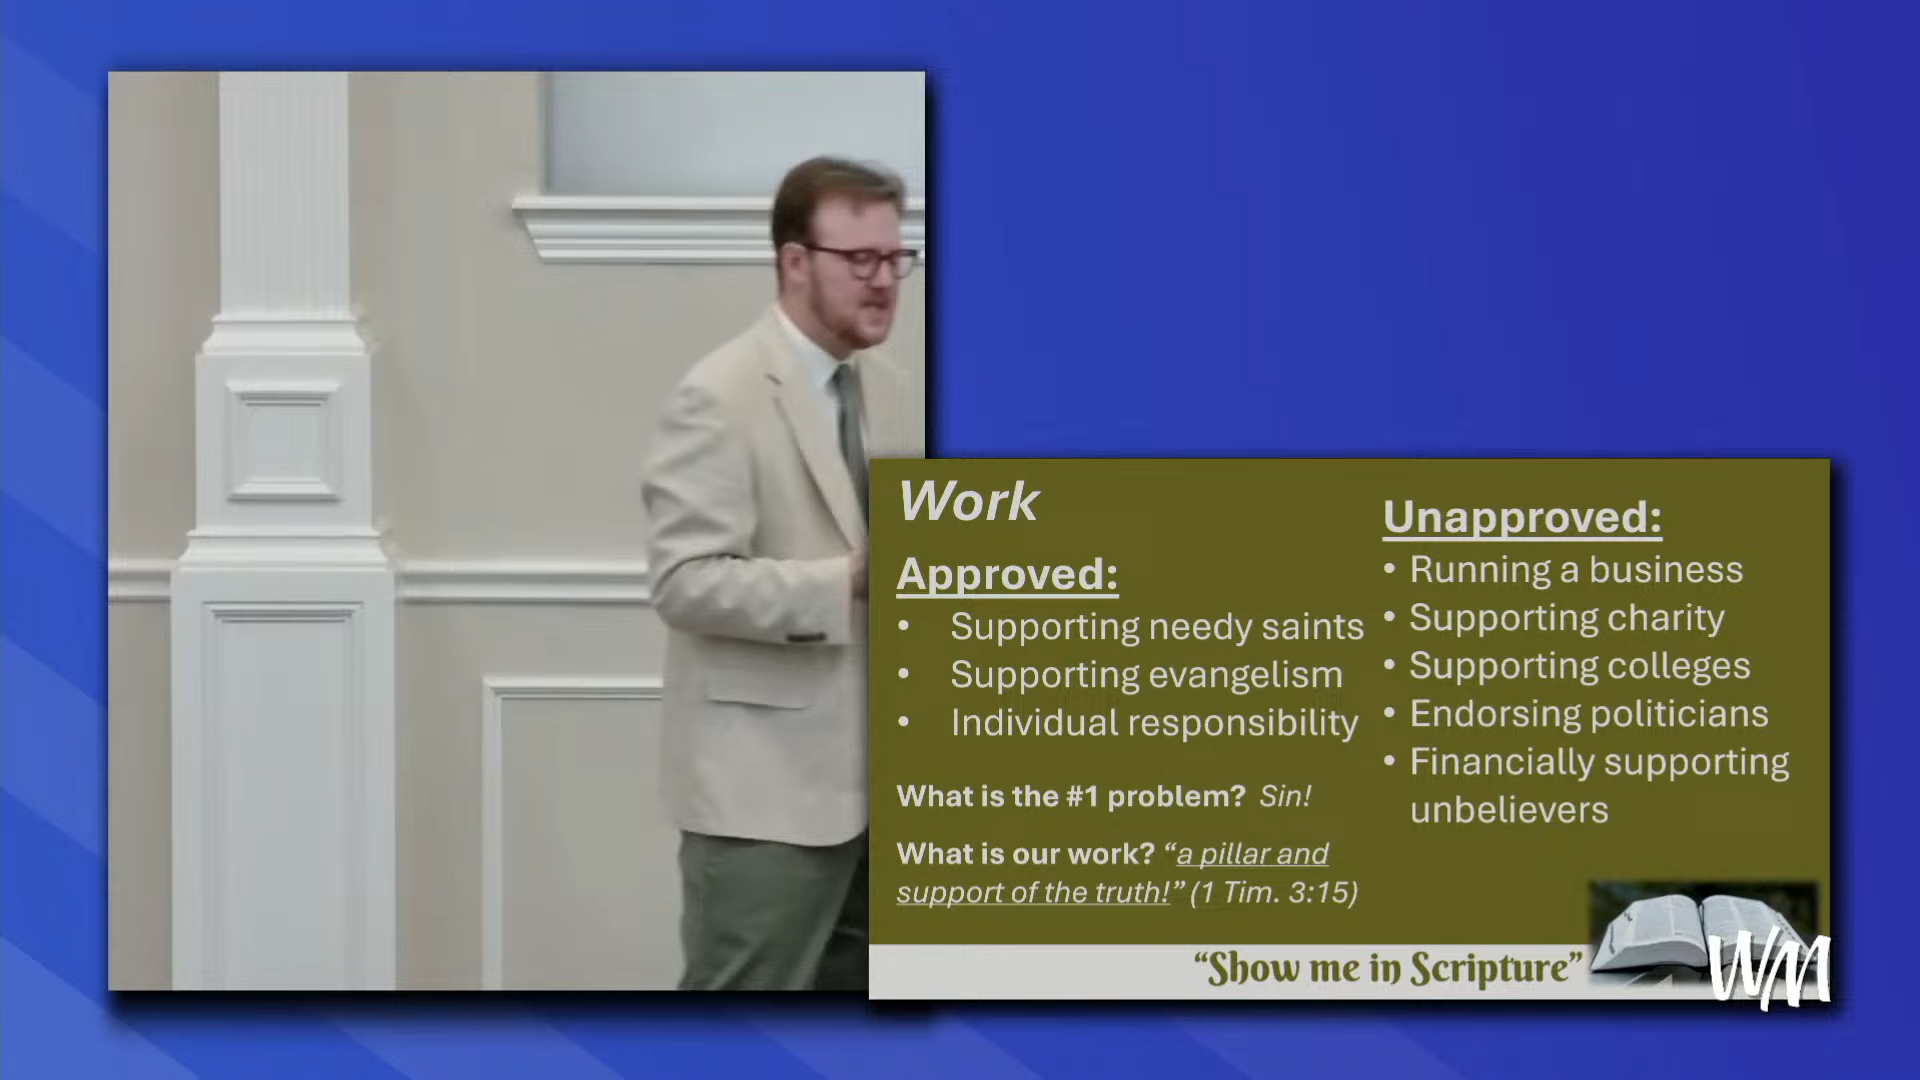 Work
Approved:
• Supporting needy saints
• Supporting evangelism
• Individual responsibility
What is the #1 problem? Sin!
What is our work? “a pillar and
support of the truth!” (1 Tim. 3:15)
Unapproved:
• Running a business
• Supporting charity
• Supporting colleges
• Endorsing politicians
• Financially supporting
unbelievers
“Show me in Scripture”
WM